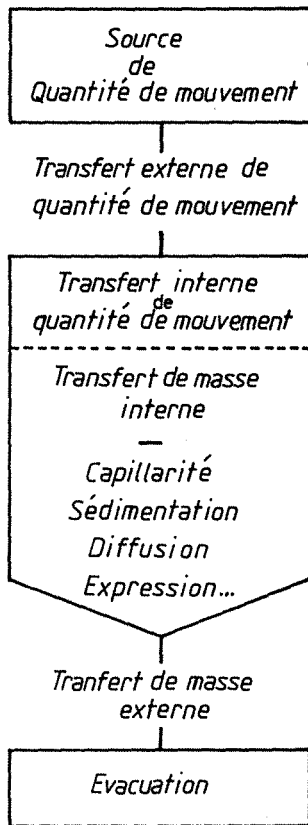 Source
de
Quantité de mouvement
Transfert externe de
quantité de mouvement
Transfert interne
de
quantité de mouvement
Transfert de masse
interne
—
Capillarité
Sédimentation
Diffusion
Expression...
Tranfert de masse
externe
Evacuation